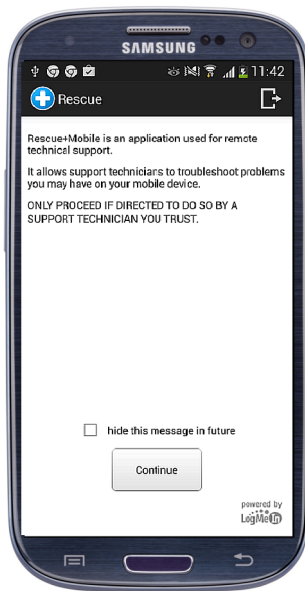 SAMSUNG
11:42
Rescue
Rescue+Mobile is an application used for remote
technical support.
It allows support technicians to troubleshoot problems
you may have on your mobile device.
ONLY PROCEED IF DIRECTED TO DO SO BY A
SUPPORT TECHNICIAN YOU TRUST.
hide this message in future
Continue
powered by
LogMeIn